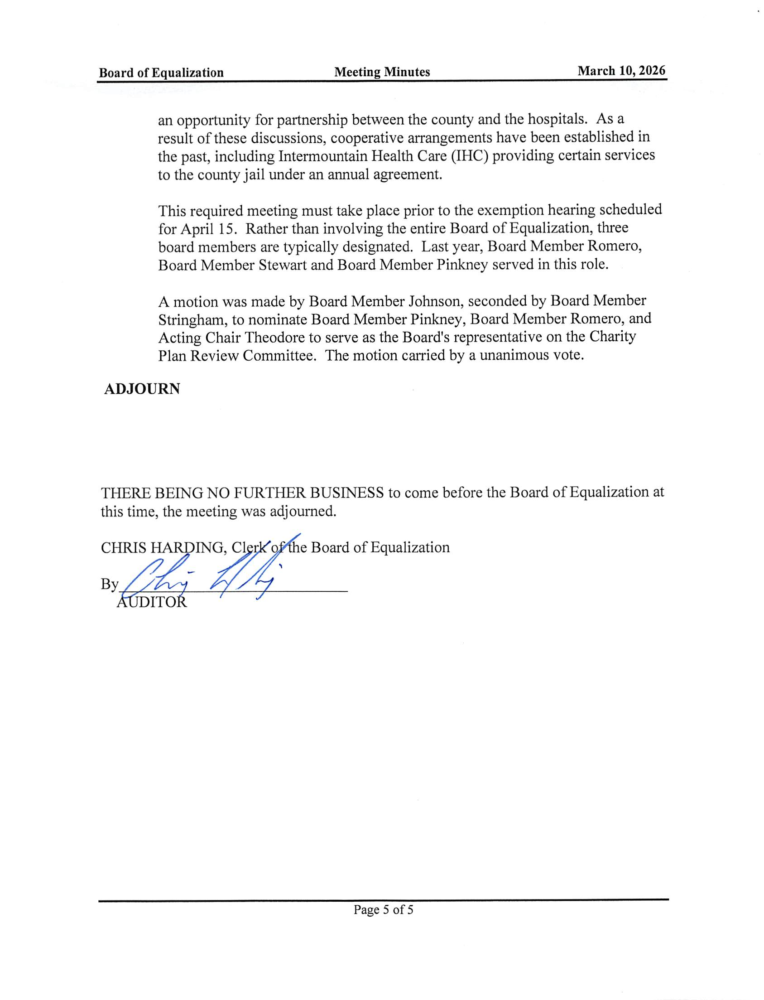 Board of Equalization Meeting Minutes March 10, 2026
an opportunity for partnership between the county and the hospitals. As a
result of these discussions, cooperative arrangements have been established in
the past, including Intermountain Health Care (IHC) providing certain services
to the county jail under an annual agreement.
This required meeting must take place prior to the exemption hearing scheduled
for April 15. Rather than involving the entire Board of Equalization, three
board members are typically designated. Last year, Board Member Romero,
Board Member Stewart and Board Member Pinkney served in this role.
A motion was made by Board Member Johnson, seconded by Board Member
Stringham, to nominate Board Member Pinkney, Board Member Romero, and
Acting Chair Theodore to serve as the Board's representative on the Charity
Plan Review Committee. The motion carried by a unanimous vote.
ADJOURN
THERE BEING NO FURTHER BUSINESS to come before the Board of Equalization at
this time, the meeting was adjourned.
CHRIS HARDING, Clerk of the Board of Equalization
By
AUDITOR
Page 5 of 5